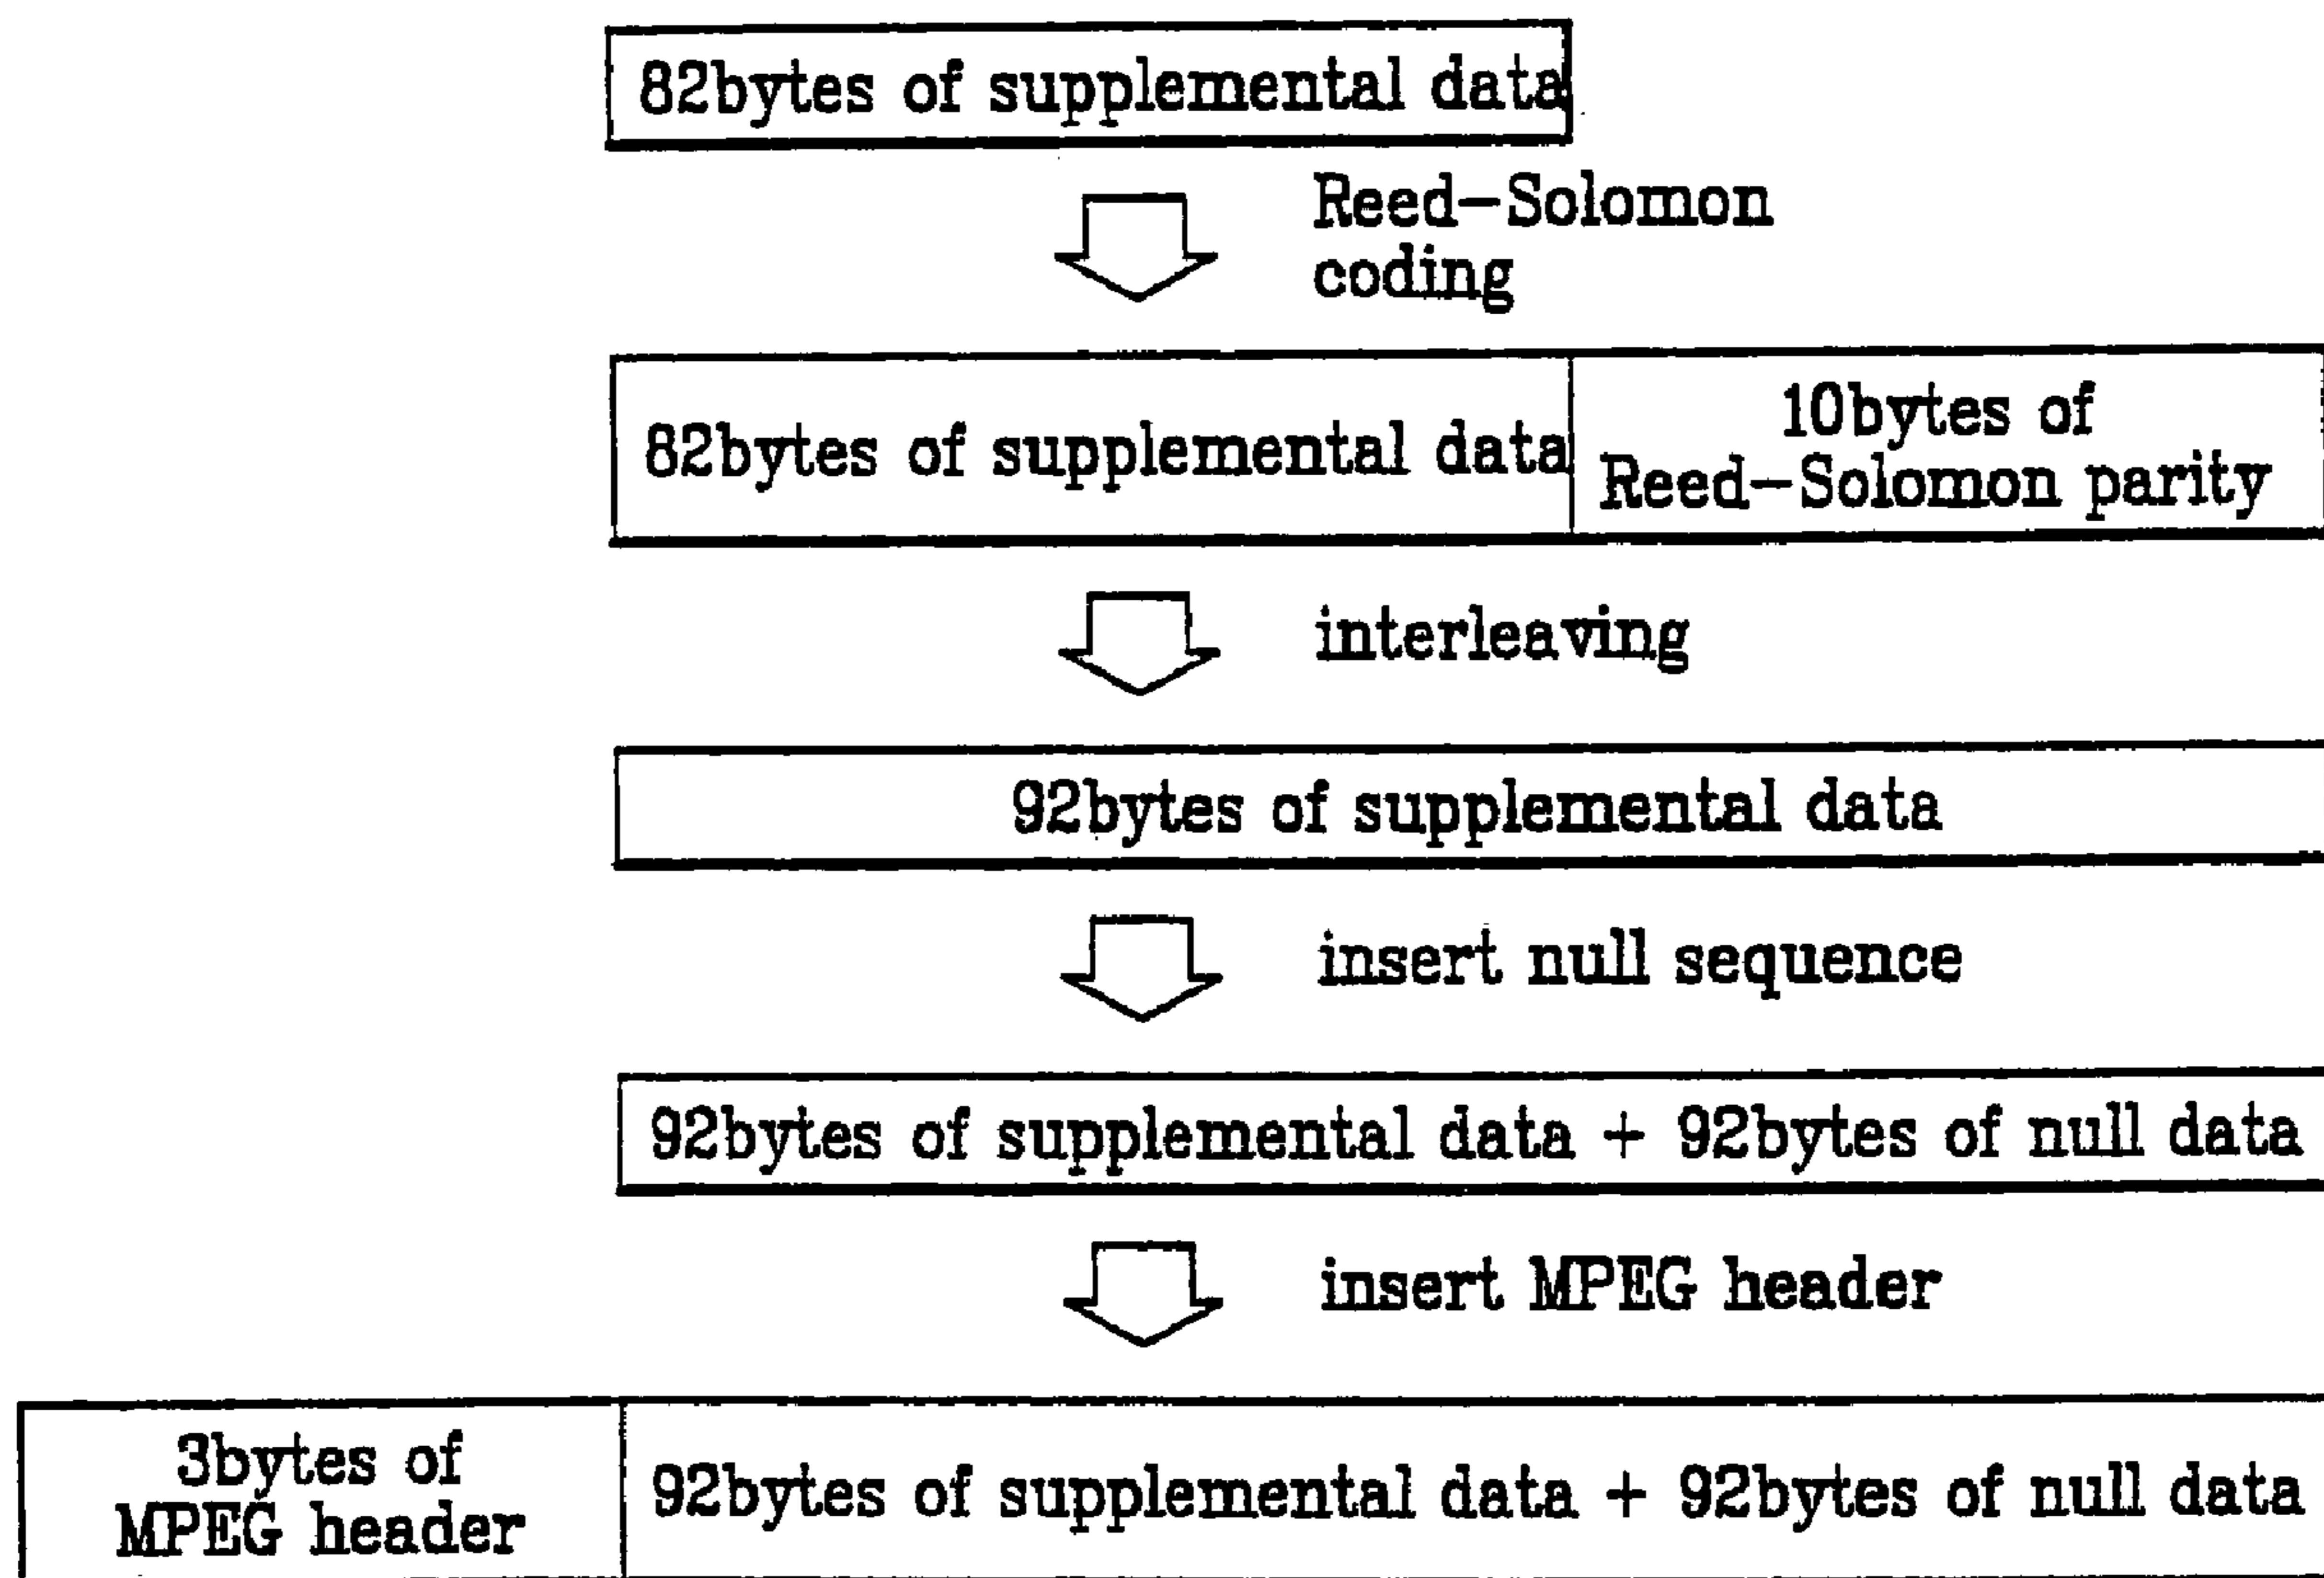 82bytes of supplemental data
Reed-Solomon
coding
82bytes of supplemental data
10bytes of
Reed-Solomon parity
interleaving
92bytes of supplemental data
insert null sequence
92bytes of supplemental data + 92bytes of null data
insert MPEG header
3bytes of
MPEG header
92bytes of supplemental data + 92bytes of null data